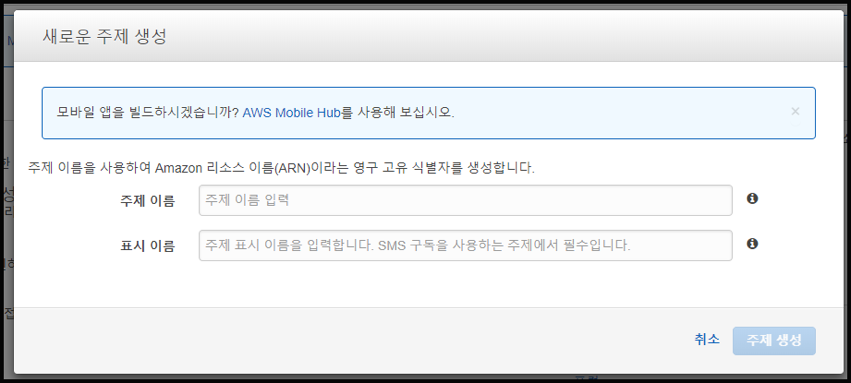 새로운 주제 생성
모바일 앱을 빌드하시겠습니까? AWS Mobile Hub를 사용해 보십시오.
×
주제 이름을 사용하여 Amazon 리소스 이름(ARN)이라는 영구 고유 식별자를 생성합니다.
주제 이름 주제 이름 입력
표시 이름 주제 표시 이름을 입력합니다. SMS 구독을 사용하는 주제에서 필수입니다.
취소 주제 생성